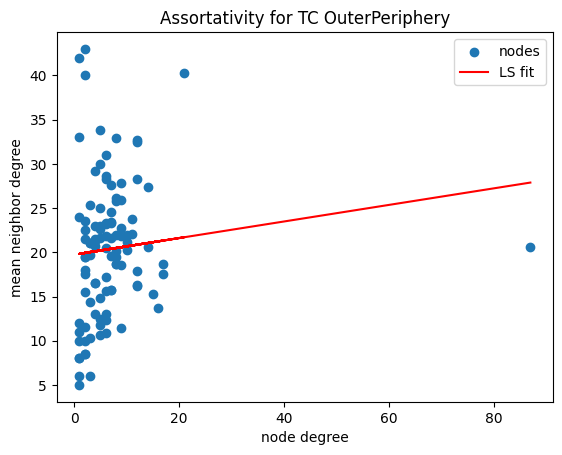 Assortativity for TC OuterPeriphery
nodes
LS fit
mean neighbor degree
40
35
30
25
20
15
10
5
0
20
40
60
80
node degree